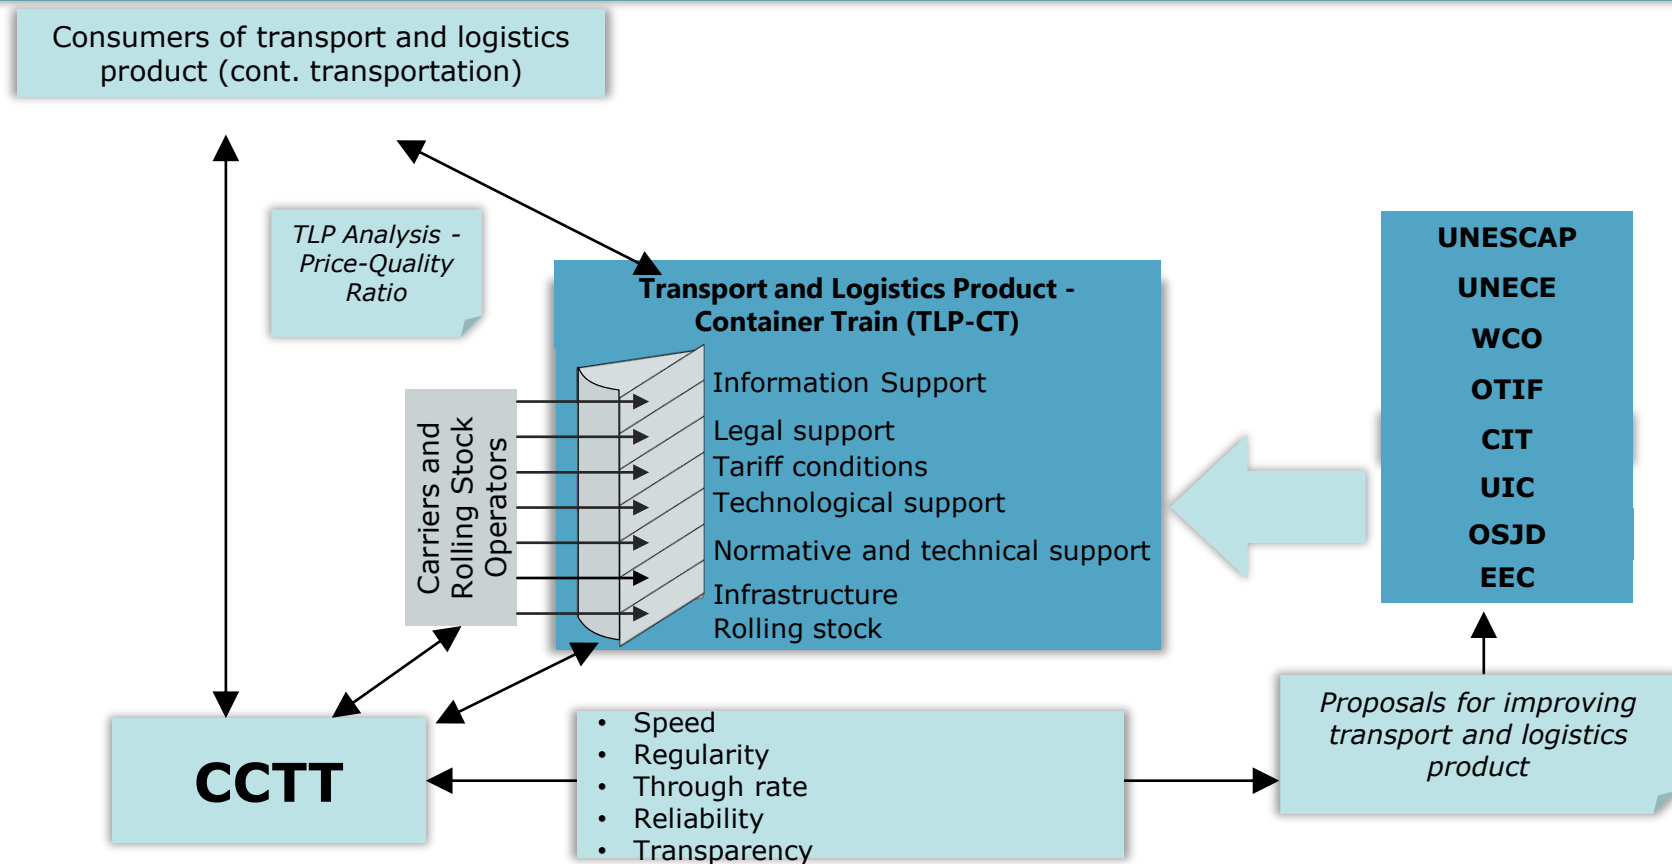 Consumers of transport and logistics
product (cont. transportation)
TLP Analysis -
Price-Quality
Ratio
Transport and Logistics Product -
Container Train (TLP-CT)
Carriers and
Rolling Stock
Operators
Information Support
Legal support
Tariff conditions
Technological support
Normative and technical support
Infrastructure
Rolling stock
UNESCAP
UNECE
WCO
OTIF
CIT
UIC
OSJD
EEC
CCTT
• Speed
• Regularity
• Through rate
• Reliability
• Transparency
Proposals for improving
transport and logistics
product